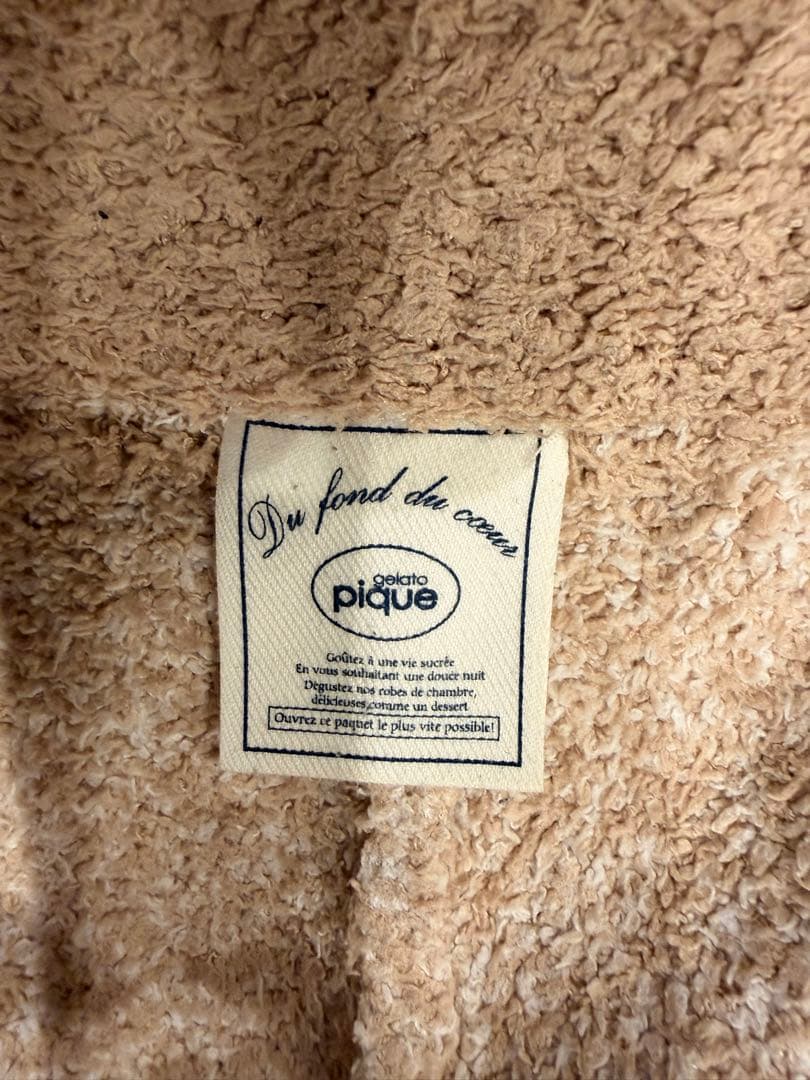 Du fond du cœur
gelato
pique
Goûtez à une vie sucrée
En vous souhaitant une douce nuit
Dégustez nos robes de chambre,
délicieuses comme un dessert
Ouvrez ce paquet le plus vite possible!